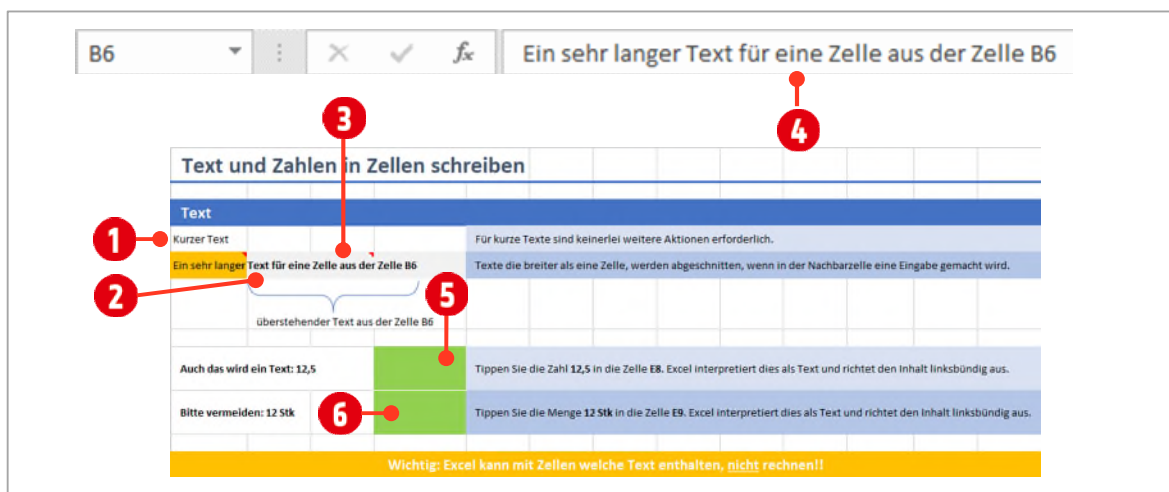 B6 fx Ein sehr langer Text für eine Zelle aus der Zelle B6
3
4
Text und Zahlen in Zellen schreiben
Text
1
Kurzer Text Für kurze Texte sind keinerlei weitere Aktionen erforderlich.
Ein sehr langer Text für eine Zelle aus der Zelle B6 Texte die breiter als eine Zelle, werden abgeschnitten, wenn in der Nachbarzelle eine Eingabe gemacht wird.
2
5
überstehender Text aus der Zelle B6
Auch das wird ein Text: 12,5 Tippen Sie die Zahl 12,5 in die Zelle E8. Excel interpretiert dies als Text und richtet den Inhalt linksbündig aus.
Bitte vermeiden: 12 Stk 6 Tippen Sie die Menge 12 Stk in die Zelle E9. Excel interpretiert dies als Text und richtet den Inhalt linksbündig aus.
Wichtig: Excel kann mit Zellen welche Text enthalten, nicht rechnen!!